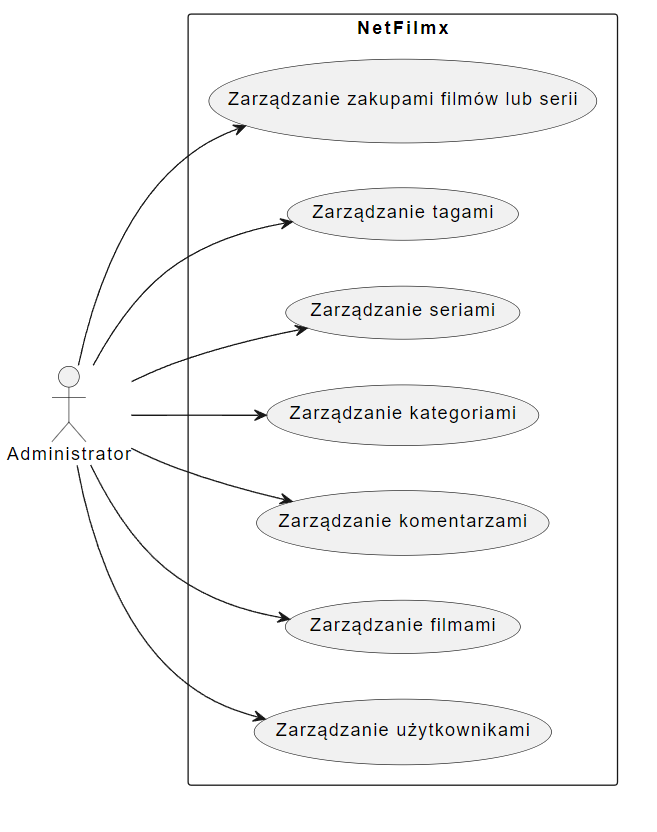 NetFilmx
Zarządzanie zakupami filmów lub serii
Zarządzanie tagami
Zarządzanie seriami
Zarządzanie kategoriami
Administrator
Zarządzanie komentarzami
Zarządzanie filmami
Zarządzanie użytkownikami